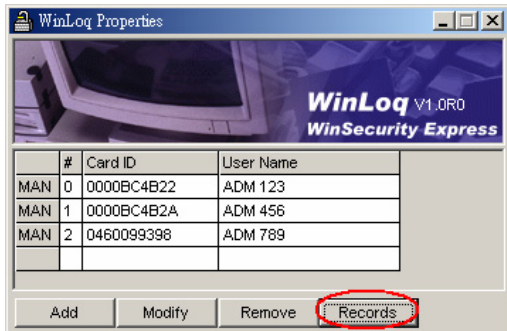 WinLoq Properties
WinLoq V1.0R0
WinSecurity Express
# Card ID User Name
MAN 0 0000BC4B22 ADM 123
MAN 1 0000BC4B2A ADM 456
MAN 2 0460099398 ADM 789
Add Modify Remove Records